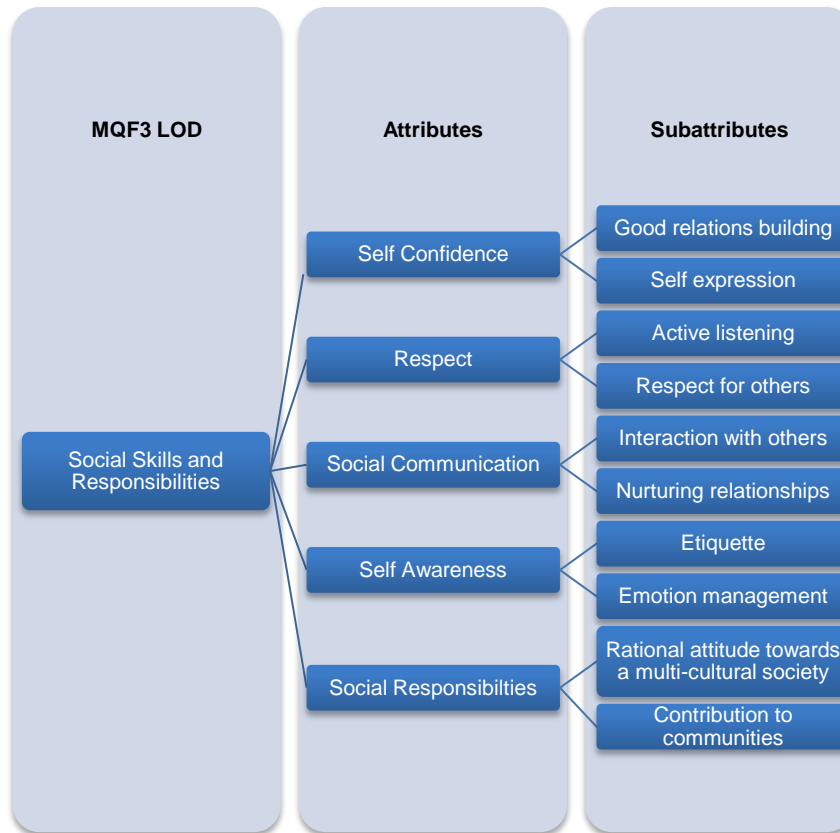 MQF3 LOD
Attributes
Subattributes
Social Skills and
Responsibilities
Self Confidence
Good relations building
Self expression
Respect
Active listening
Respect for others
Social Communication
Interaction with others
Nurturing relationships
Self Awareness
Etiquette
Emotion management
Social Responsibilties
Rational attitude towards
a multi-cultural society
Contribution to
communities